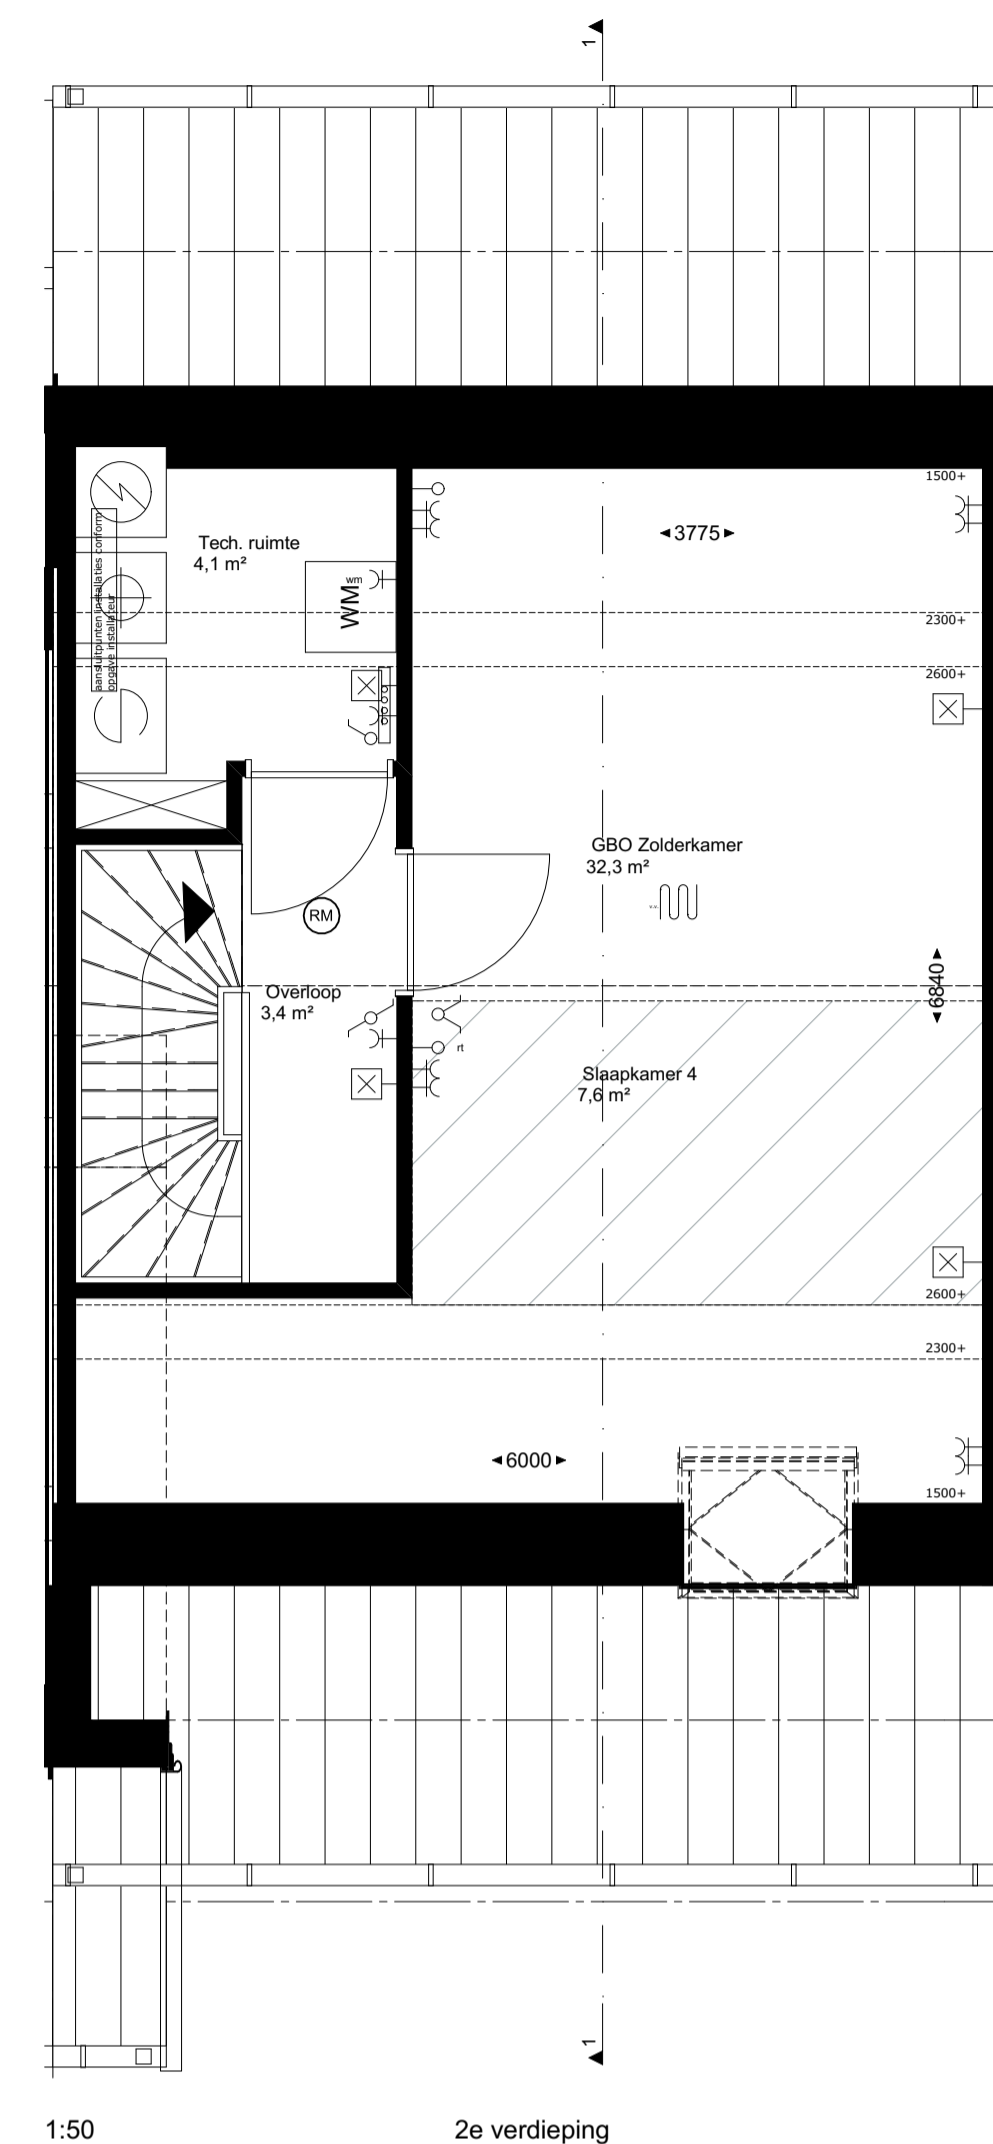 1
1500+
3775
Tech. ruimte
4,1 m²
aansluitpunten installaties conform
opgave installateur
wm
WM
2300+
2600+
GBO Zolderkamer
32,3 m²
v.v.
RM
6840
Overloop
3,4 m²
rt
Slaapkamer 4
7,6 m²
2600+
2300+
6000
1500+
1
1:50
2e verdieping